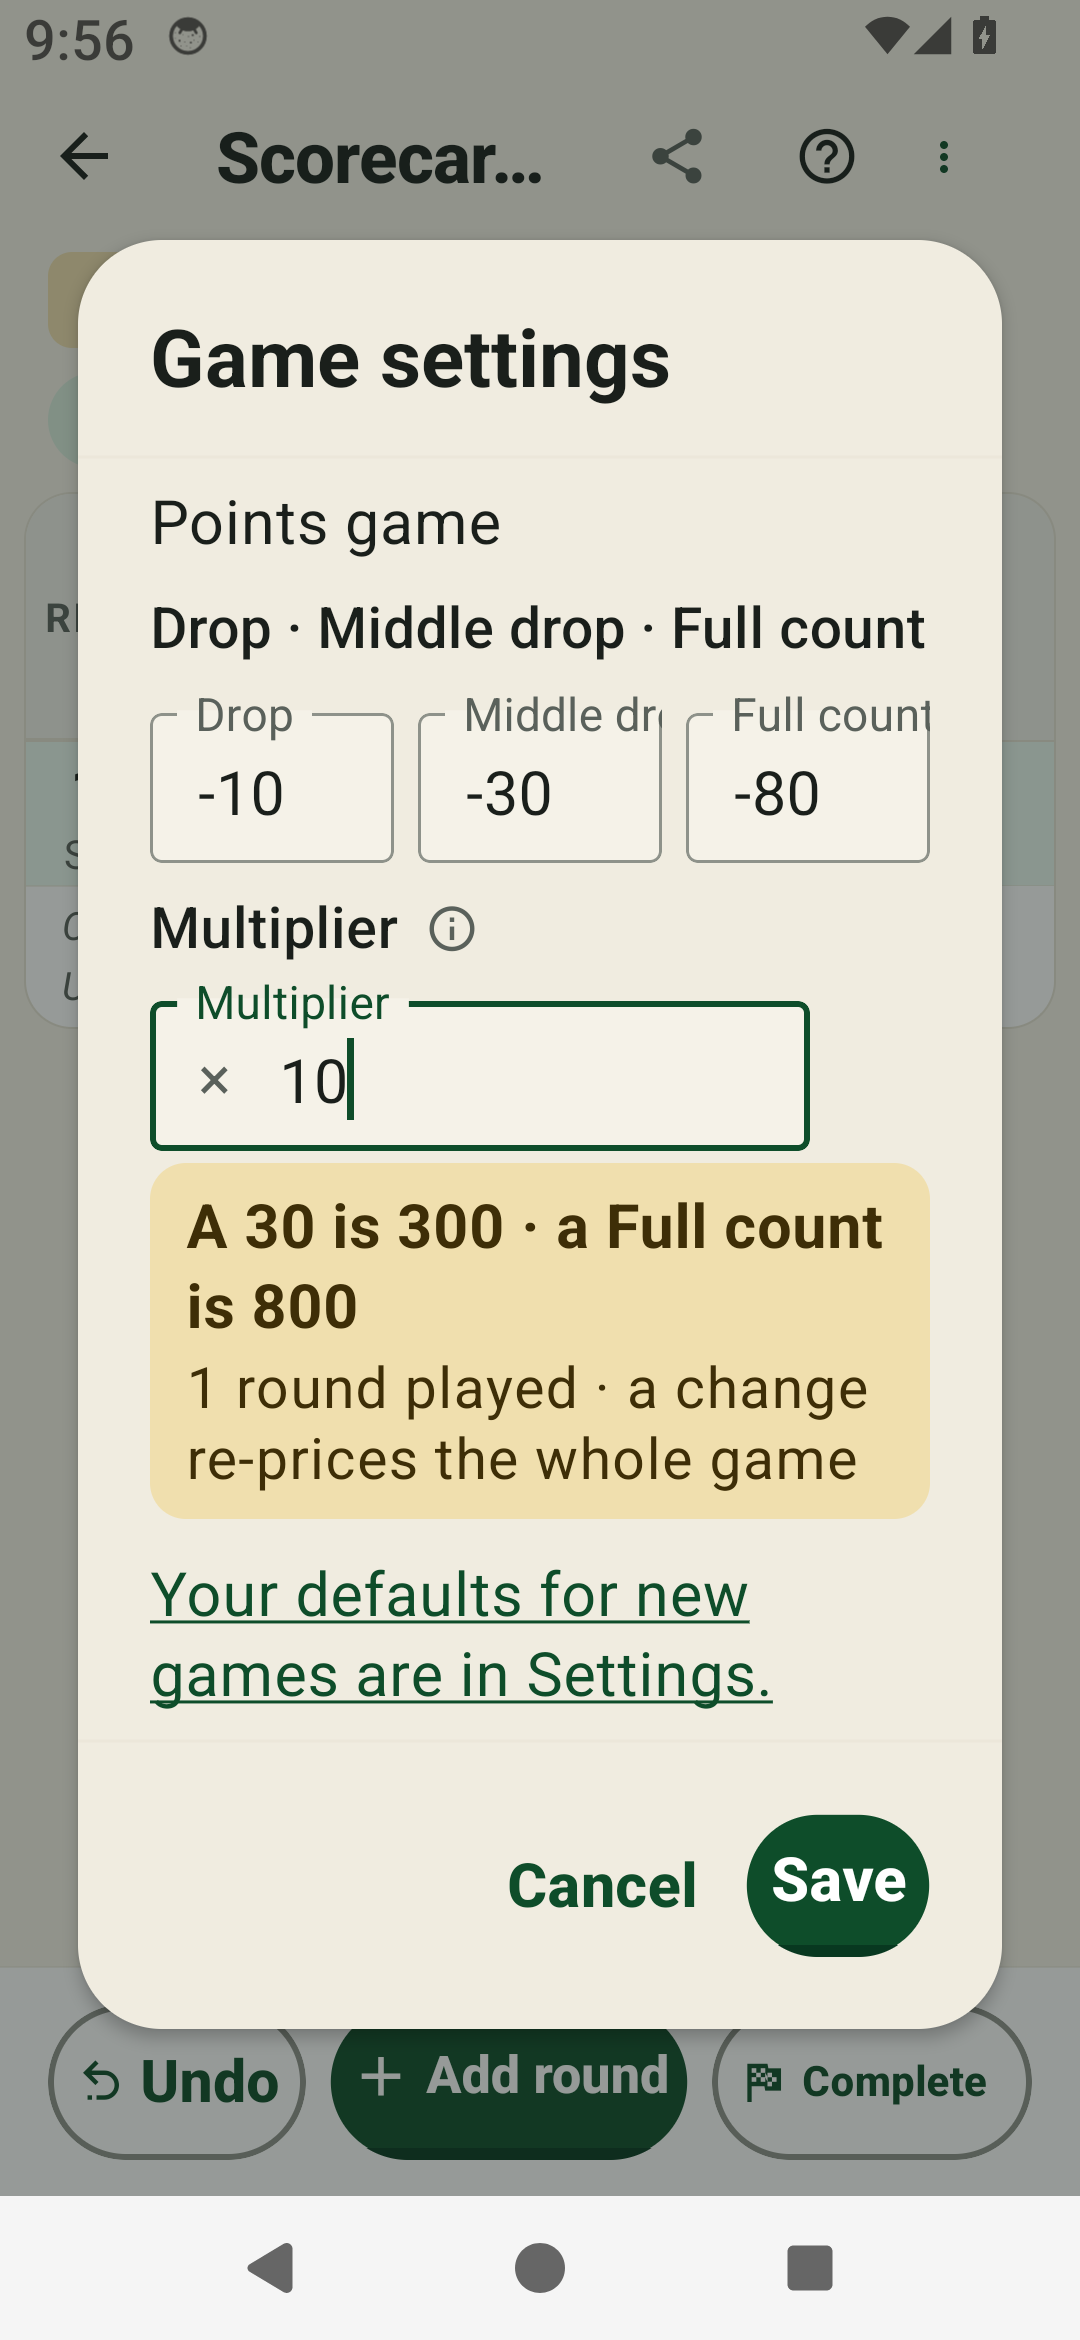 9:56
Scorecar...
Game settings
Points game
Drop · Middle drop · Full count
Drop
Middle
Full count
-10
-30
-80
Multiplier
Multiplier
× 10
A 30 is 300 · a Full count
is 800
1 round played · a change
re-prices the whole game
Your defaults for new
games are in Settings.
Cancel
Save
Undo
Add round
Complete